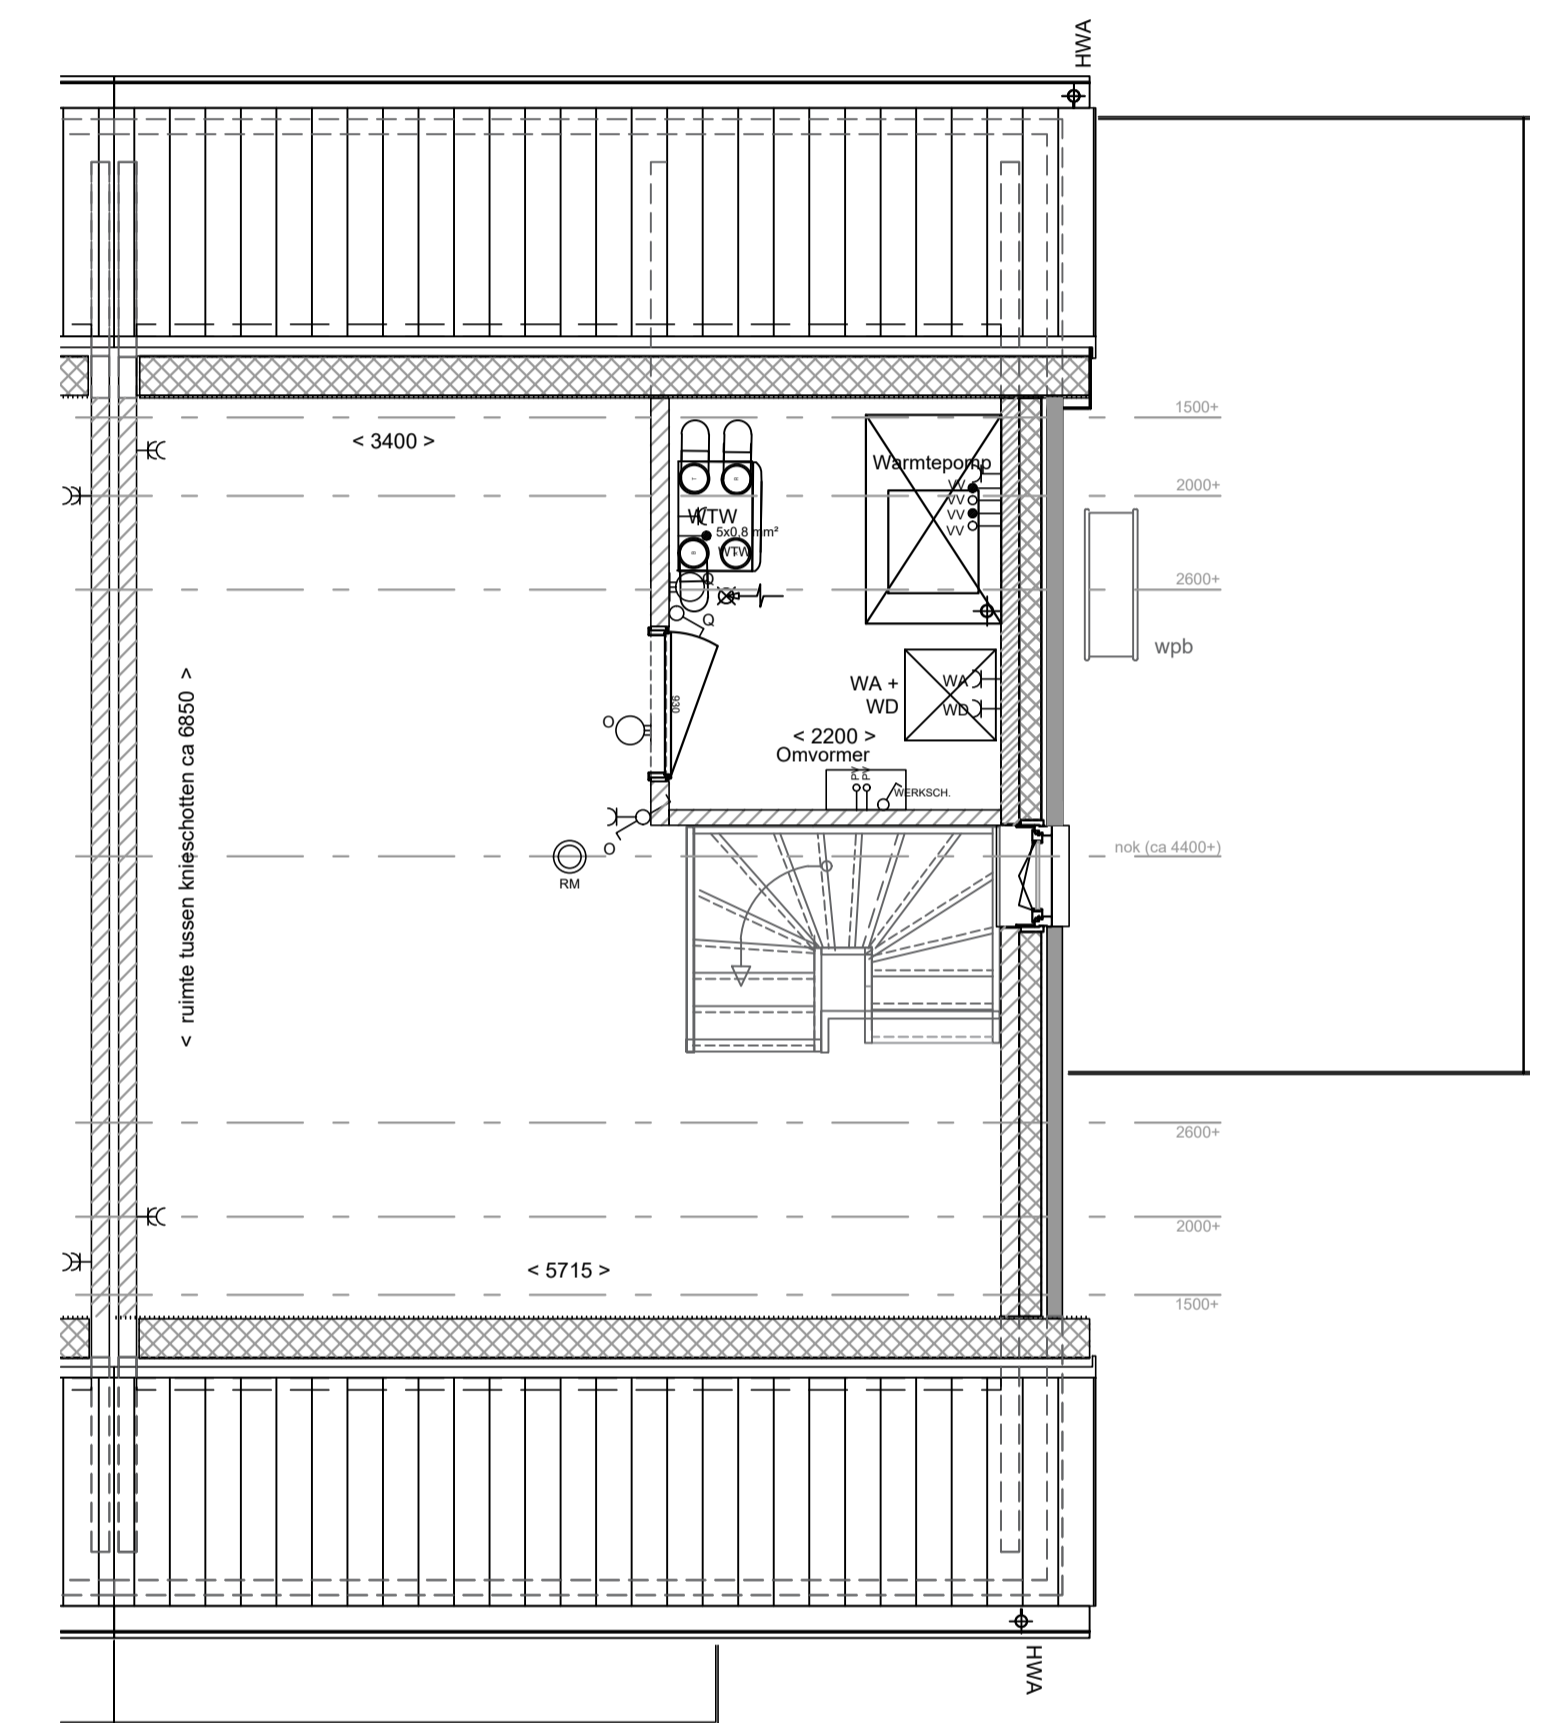 HWA
1500+
< 3400 >
Warmtepomp
2000+
VV
VV
VV
VV
WTW
5x0,8 mm²
WTW
2600+
Q
Q
wpb
< ruimte tussen knieschotten ca 6850 >
WA +
WD
WA
WD
930
O
< 2200 >
Omvormer
PV
PV
WERKSCH.
O
RM
nok (ca 4400+)
2600+
2000+
< 5715 >
1500+
HWA